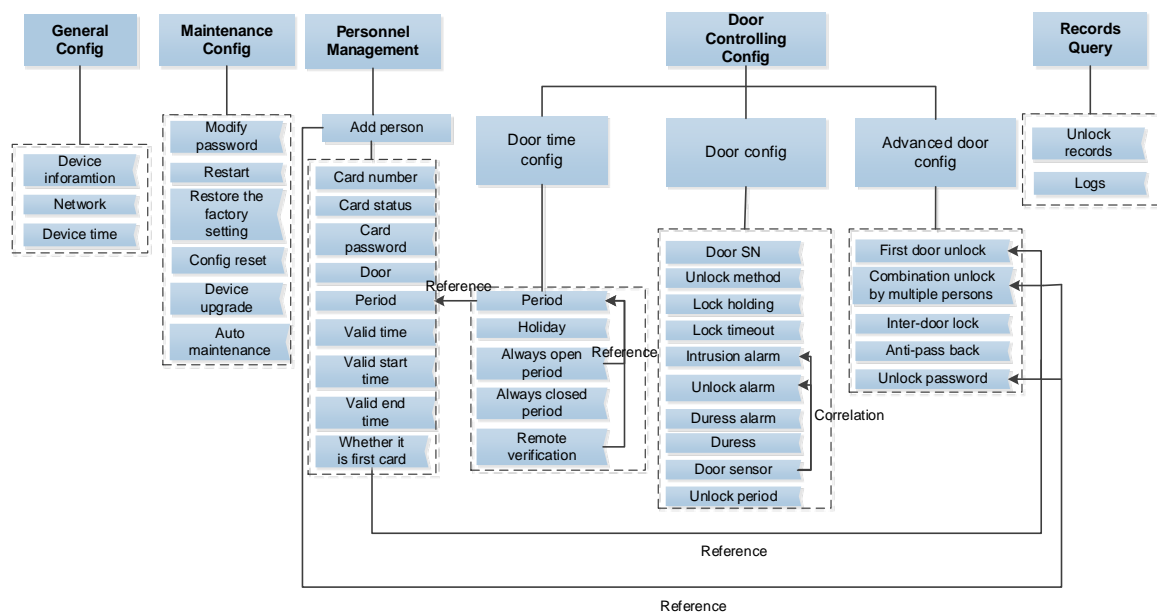 General
Config
Maintenance
Config
Personnel
Management
Door
Controlling
Config
Records
Query
Device
inforamtion
Network
Device time
Modify
password
Restart
Restore the
factory
setting
Config reset
Device
upgrade
Auto
maintenance
Add person
Card number
Card status
Card
password
Door
Period
Valid time
Valid start
time
Valid end
time
Whether it
is first card
Door time
config
Reference
Period
Holiday
Always open
period
Reference
Always closed
period
Remote
verification
Door config
Door SN
Unlock method
Lock holding
Lock timeout
Intrusion alarm
Unlock alarm
Correlation
Duress alarm
Duress
Door sensor
Unlock period
Advanced door
config
First door unlock
Combination unlock
by multiple persons
Inter-door lock
Anti-pass back
Unlock password
Unlock
records
Logs
Reference
Reference